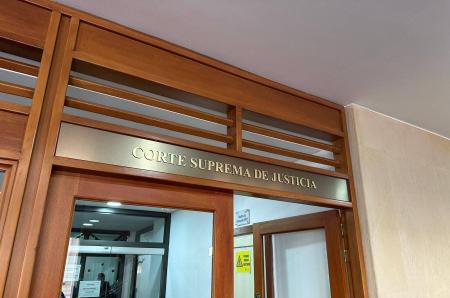 CORTE SUPREMA DE JUSTICIA